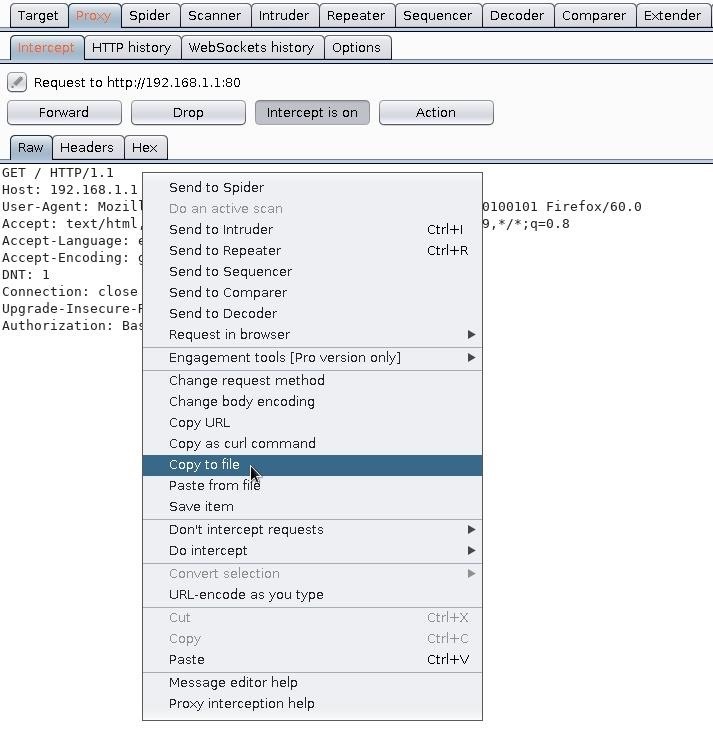 Target Proxy Spider Scanner Intruder Repeater Sequencer Decoder Comparer Extender
Intercept HTTP history WebSockets history Options
Request to http://192.168.1.1:80
Forward Drop Intercept is on Action
Raw Headers Hex
GET / HTTP/1.1
Host: 192.168.1.1
User-Agent: Mozill 0100101 Firefox/60.0
Accept: text/html, 9,*/*;q=0.8
Accept-Language: e
Accept-Encoding: g
DNT: 1
Connection: close
Upgrade-Insecure-R
Authorization: Bas
Send to Spider
Do an active scan
Send to Intruder Ctrl+I
Send to Repeater Ctrl+R
Send to Sequencer
Send to Comparer
Send to Decoder
Request in browser
Engagement tools [Pro version only]
Change request method
Change body encoding
Copy URL
Copy as curl command
Copy to file
Paste from file
Save item
Don't intercept requests
Do intercept
Convert selection
URL-encode as you type
Cut Ctrl+X
Copy Ctrl+C
Paste Ctrl+V
Message editor help
Proxy interception help